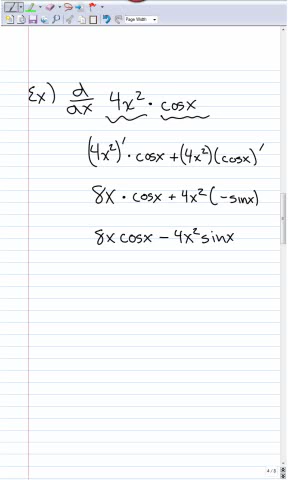 Page Width
Ex) d/dx 4x² · cosx
(4x²)' · cosx + (4x²)(cosx)'
8x · cosx + 4x²(-sinx)
8x cosx - 4x² sinx
4 / 5